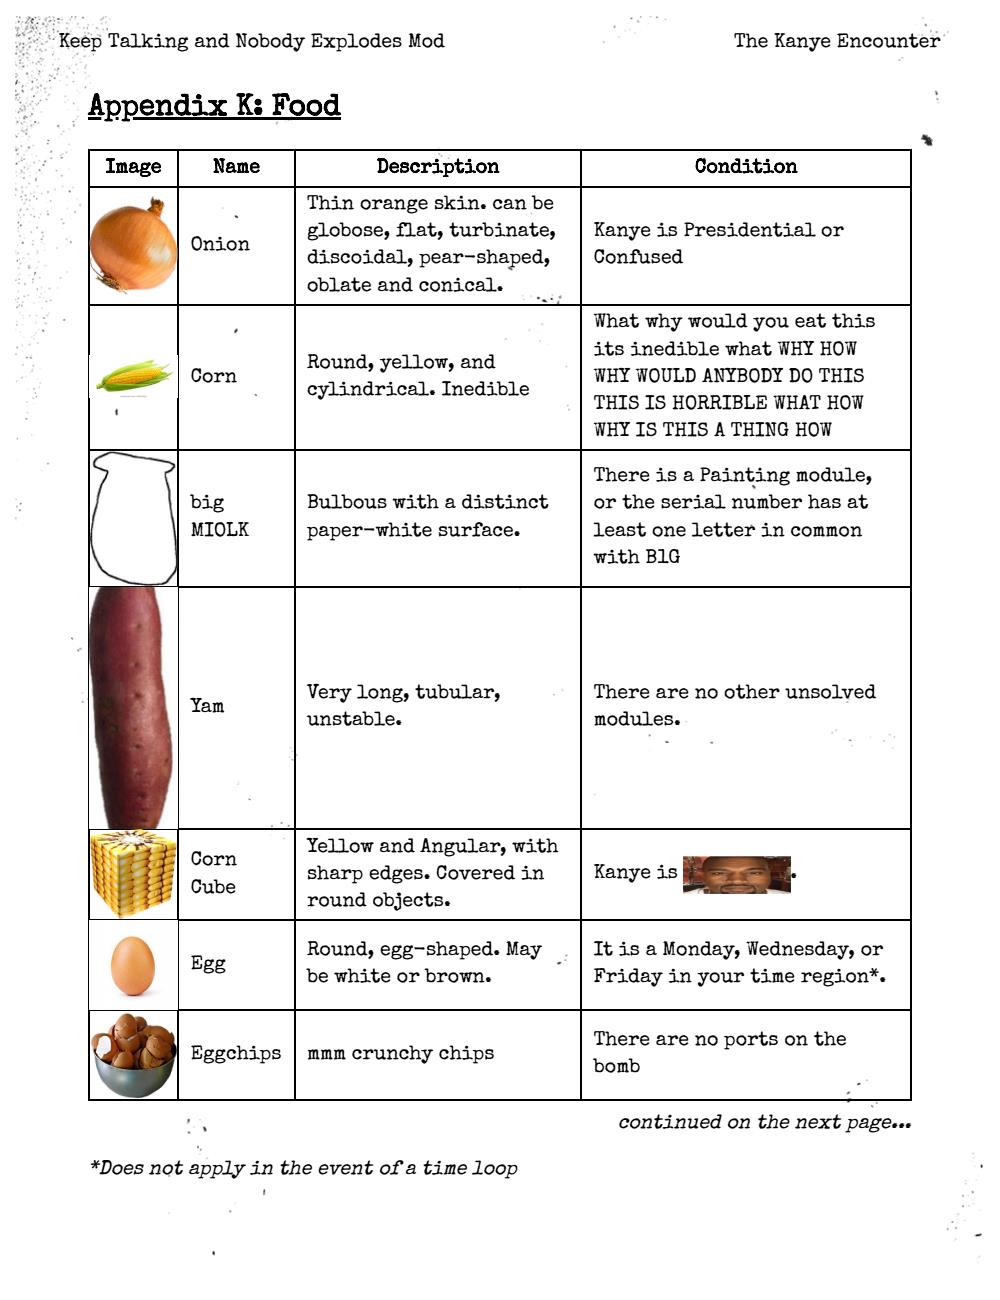 Keep Talking and Nobody Explodes Mod
The Kanye Encounter
Appendix K: Food
Image
Name
Description
Condition
Onion
Thin orange skin. can be
globose, flat, turbinate,
discoidal, pear-shaped,
oblate and conical.
Kanye is Presidential or
Confused
Corn
Round, yellow, and
cylindrical. Inedible
What why would you eat this
its inedible what WHY HOW
WHY WOULD ANYBODY DO THIS
THIS IS HORRIBLE WHAT HOW
WHY IS THIS A THING HOW
big
MIOLK
Bulbous with a distinct
paper-white surface.
There is a Painting module,
or the serial number has at
least one letter in common
with B1G
Yam
Very long, tubular,
unstable.
There are no other unsolved
modules.
Corn
Cube
Yellow and Angular, with
sharp edges. Covered in
round objects.
Kanye is .
Egg
Round, egg-shaped. May
be white or brown.
It is a Monday, Wednesday, or
Friday in your time region*.
Eggchips
mmm crunchy chips
There are no ports on the
bomb
continued on the next page...
*Does not apply in the event of a time loop